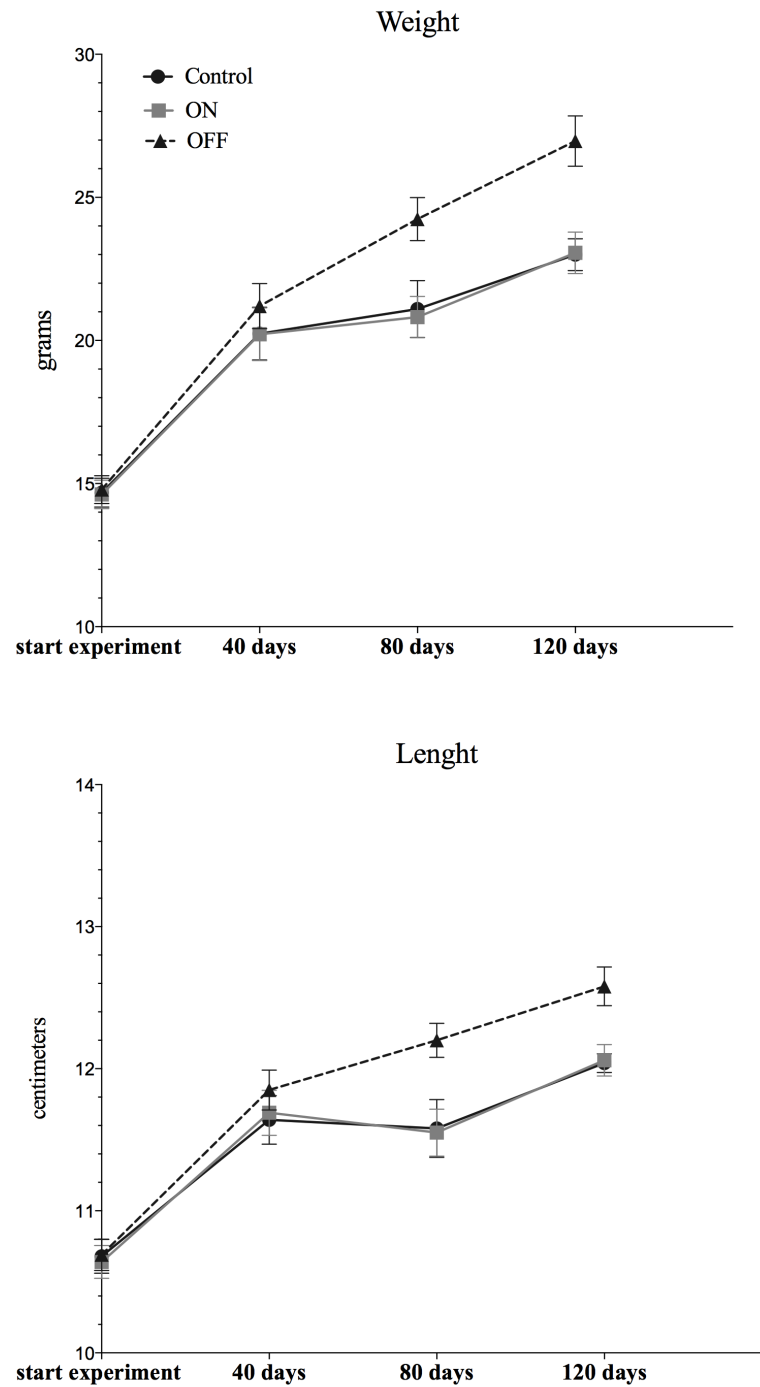 Weight
30
Control
ON
OFF
25
grams
20
15
10
start experiment 40 days 80 days 120 days
Lenght
14
13
centimeters
12
11
10
start experiment 40 days 80 days 120 days